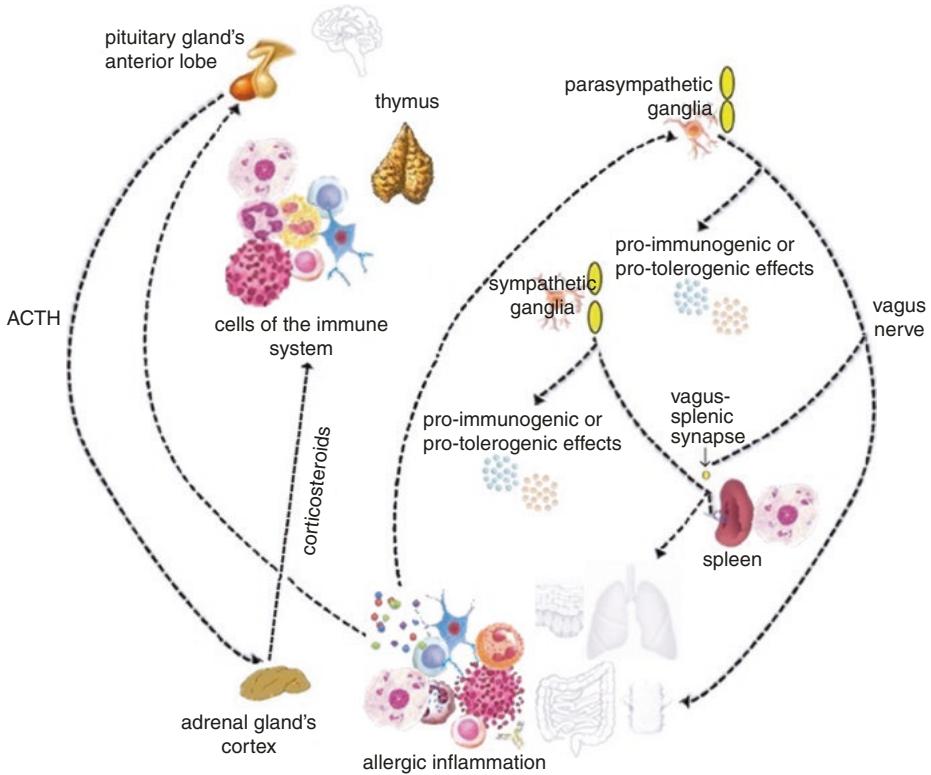 pituitary gland's
anterior lobe
thymus
parasympathetic
ganglia
pro-immunogenic or
pro-tolerogenic effects
sympathetic
ganglia
ACTH
vagus
nerve
cells of the immune
system
vagus-
splenic
synapse
pro-immunogenic or
pro-tolerogenic effects
corticosteroids
spleen
adrenal gland's
cortex
allergic inflammation